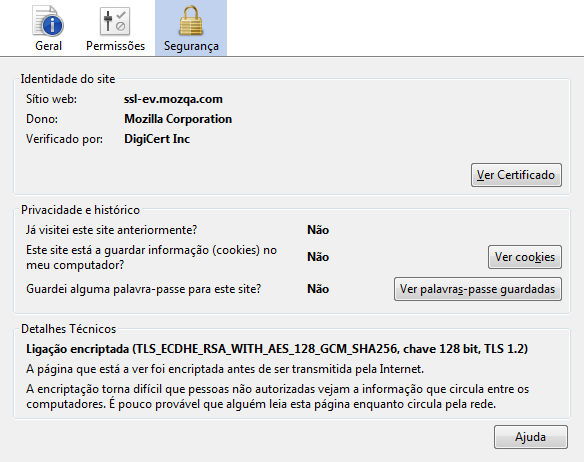 Geral Permissões Segurança
Identidade do site
Sítio web: ssl-ev.mozqa.com
Dono: Mozilla Corporation
Verificado por: DigiCert Inc
Ver Certificado
Privacidade e histórico
Já visitei este site anteriormente? Não
Este site está a guardar informação (cookies) no
meu computador? Não Ver cookies
Guardei alguma palavra-passe para este site? Não Ver palavras-passe guardadas
Detalhes Técnicos
Ligação encriptada (TLS_ECDHE_RSA_WITH_AES_128_GCM_SHA256, chave 128 bit, TLS 1.2)
A página que está a ver foi encriptada antes de ser transmitida pela Internet.
A encriptação torna difícil que pessoas não autorizadas vejam a informação que circula entre os
computadores. É pouco provável que alguém leia esta página enquanto circula pela rede.
Ajuda